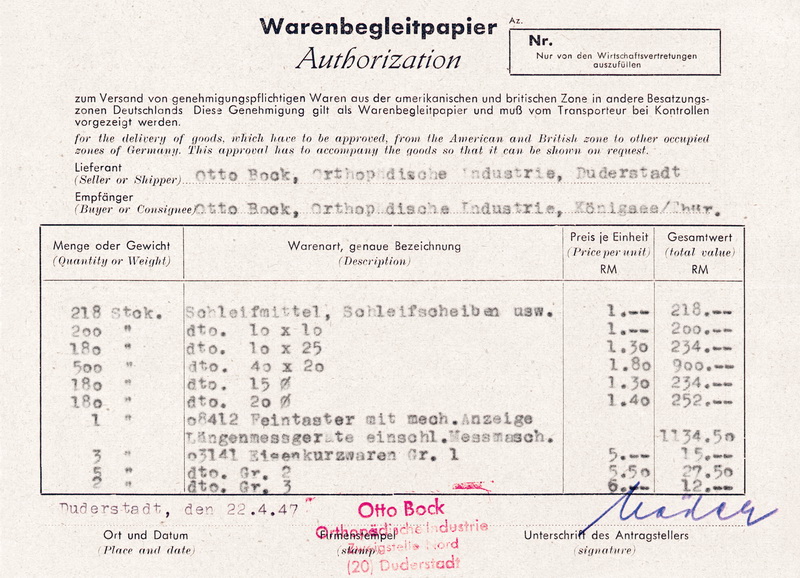 Warenbegleitpapier
Authorization
Az.
Nr.
Nur von den Wirtschaftsvertretungen
auszufüllen
zum Versand von genehmigungspflichtigen Waren aus der amerikanischen und britischen Zone in andere Besatzungs-
zonen Deutschlands Diese Genehmigung gilt als Warenbegleitpapier und muß vom Transporteur bei Kontrollen
vorgezeigt werden.
for the delivery of goods, which have to be approved, from the American and British zone to other occupied
zones of Germany. This approval has to accompany the goods so that it can be shown on request.
Lieferant
(Seller or Shipper) Otto Bock, Orthopädische Industrie, Duderstadt
Empfänger
(Buyer or Consignee) Otto Bock, Orthopädische Industrie, Königsee/Thur.
Menge oder Gewicht Warenart, genaue Bezeichnung Preis je Einheit Gesamtwert
(Quantity or Weight) (Description) (Price per unit) (total value)
RM RM
218 Stck. Schleifmittel, Schleifscheiben usw. 1.-- 218.--
200 " dto. 10 x 10 1.-- 200.--
180 " dto. 10 x 25 1.30 234.--
500 " dto. 40 x 20 1.80 900.--
180 " dto. 15 Ø 1.30 234.--
180 " dto. 20 Ø 1.40 252.--
1 " 08412 Feintaster mit mech.Anzeige
Längenmessgeräte einschl.Messmasch. 1134.50
3 " 03141 Eisenkurzwaren Gr. 1 5.-- 15.--
5 " dto. Gr. 2 5.50 27.50
2 " dto. Gr. 3 6.-- 12.--
Duderstadt, den 22.4.47
Otto Bock
Orthopädische Industrie
Zweigstelle Nord
(20) Duderstadt
Ort und Datum Firmenstempel Unterschrift des Antragstellers
(Place and date) (stamp) (signature)